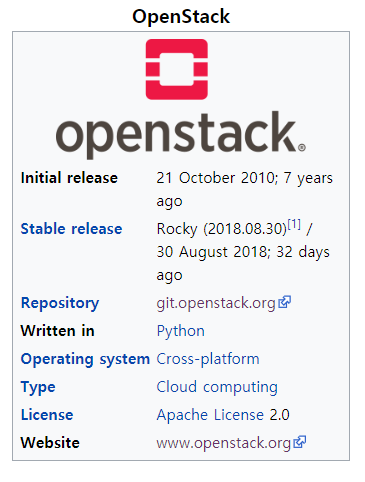 OpenStack
openstack®
Initial release 21 October 2010; 7 years
ago
Stable release Rocky (2018.08.30)[1] /
30 August 2018; 32 days
ago
Repository git.openstack.org
Written in Python
Operating system Cross-platform
Type Cloud computing
License Apache License 2.0
Website www.openstack.org